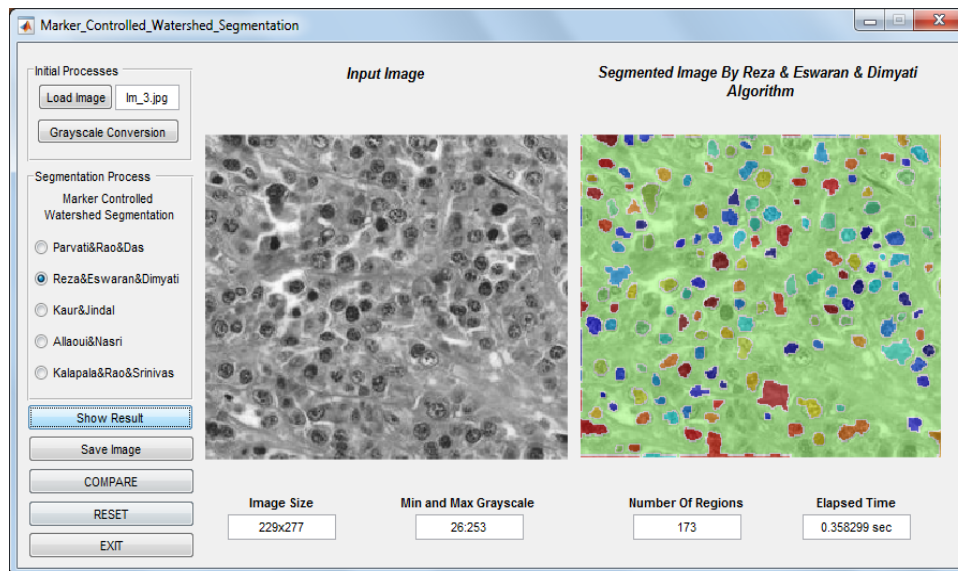 Marker_Controlled_Watershed_Segmentation
Initial Processes
Load Image
Im_3.jpg
Grayscale Conversion
Segmentation Process
Marker Controlled
Watershed Segmentation
Parvati&Rao&Das
Reza&Eswaran&Dimyati
Kaur&Jindal
Allaoui&Nasri
Kalapala&Rao&Srinivas
Show Result
Save Image
COMPARE
RESET
EXIT
Input Image
Segmented Image By Reza & Eswaran & Dimyati
Algorithm
Image Size
229x277
Min and Max Grayscale
26:253
Number Of Regions
173
Elapsed Time
0.358299 sec